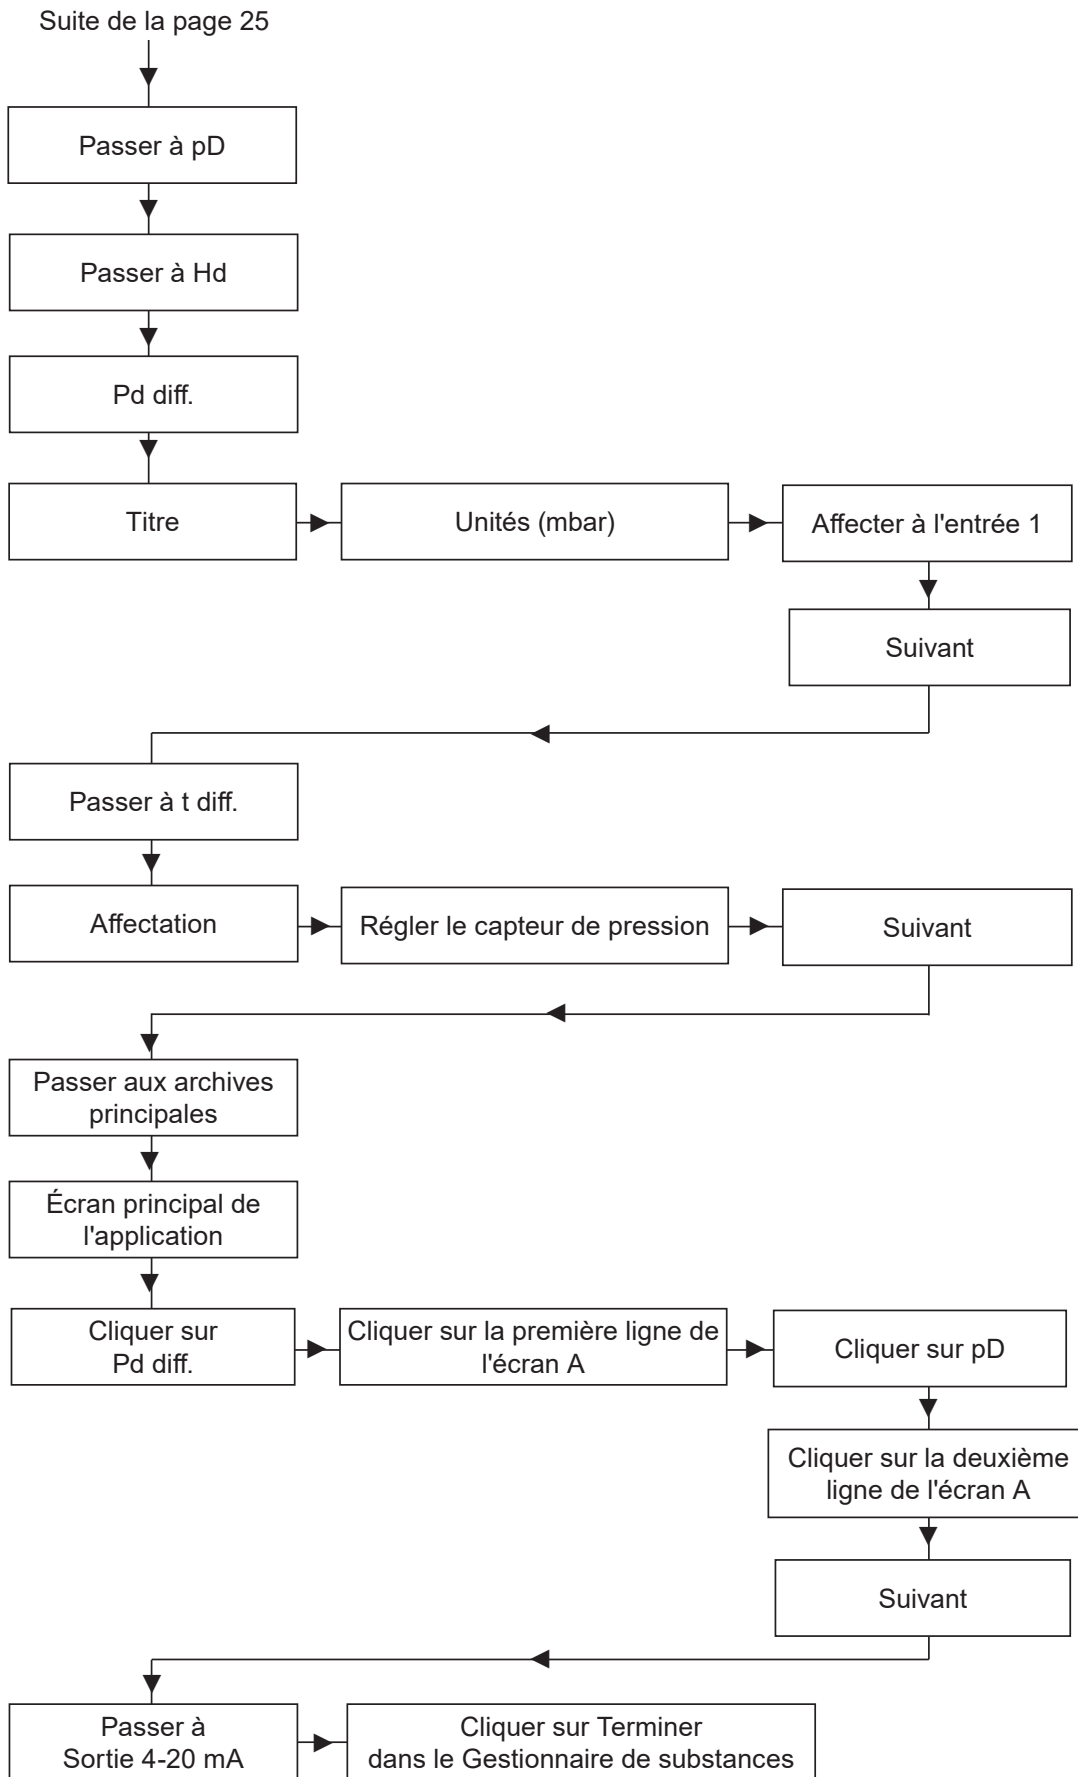 Suite de la page 25
Passer à pD
Passer à Hd
Pd diff.
Titre
Unités (mbar)
Affecter à l'entrée 1
Suivant
Passer à t diff.
Affectation
Régler le capteur de pression
Suivant
Passer aux archives
principales
Écran principal de
l'application
Cliquer sur
Pd diff.
Cliquer sur la première ligne de
l'écran A
Cliquer sur pD
Cliquer sur la deuxième
ligne de l'écran A
Suivant
Passer à
Sortie 4-20 mA
Cliquer sur Terminer
dans le Gestionnaire de substances